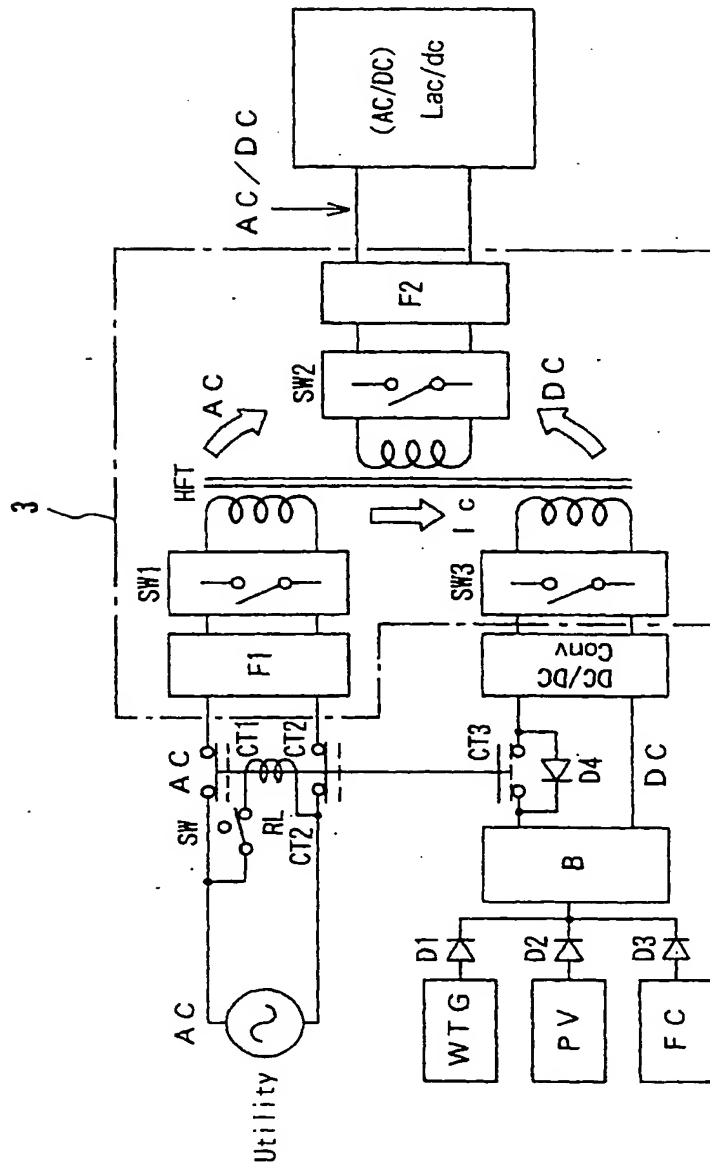 3
Utility
AC
SW
AC
CT1
RL
CT2
CT2
F1
SW1
HFT
AC
Ic
SW2
F2
AC/DC
(AC/DC)
Lac/dc
DC
WTG
PV
FC
D1
D2
D3
B
CT3
D4
DC
DC/DC
Conv
SW3